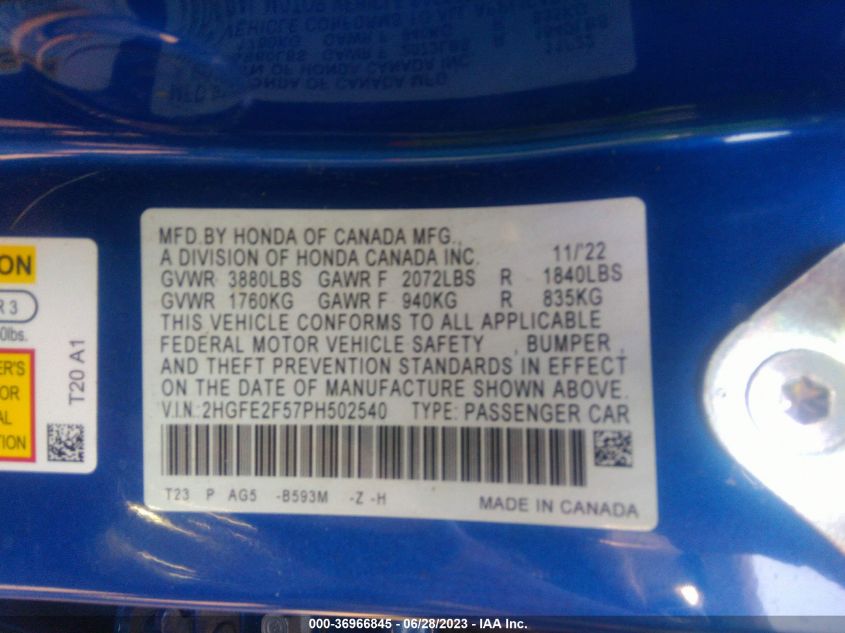 MFD.BY HONDA OF CANADA MFG.,
A DIVISION OF HONDA CANADA INC. 11/'22
GVWR 3880LBS GAWR F 2072LBS R 1840LBS
GVWR 1760KG GAWR F 940KG R 835KG
THIS VEHICLE CONFORMS TO ALL APPLICABLE
FEDERAL MOTOR VEHICLE SAFETY , BUMPER ,
AND THEFT PREVENTION STANDARDS IN EFFECT
ON THE DATE OF MANUFACTURE SHOWN ABOVE.
V.I.N.:2HGFE2F57PH502540 TYPE: PASSENGER CAR
T23 P AG5 -B593M -Z -H
MADE IN CANADA
T20 A1
000-36966845 - 06/28/2023 - IAA Inc.